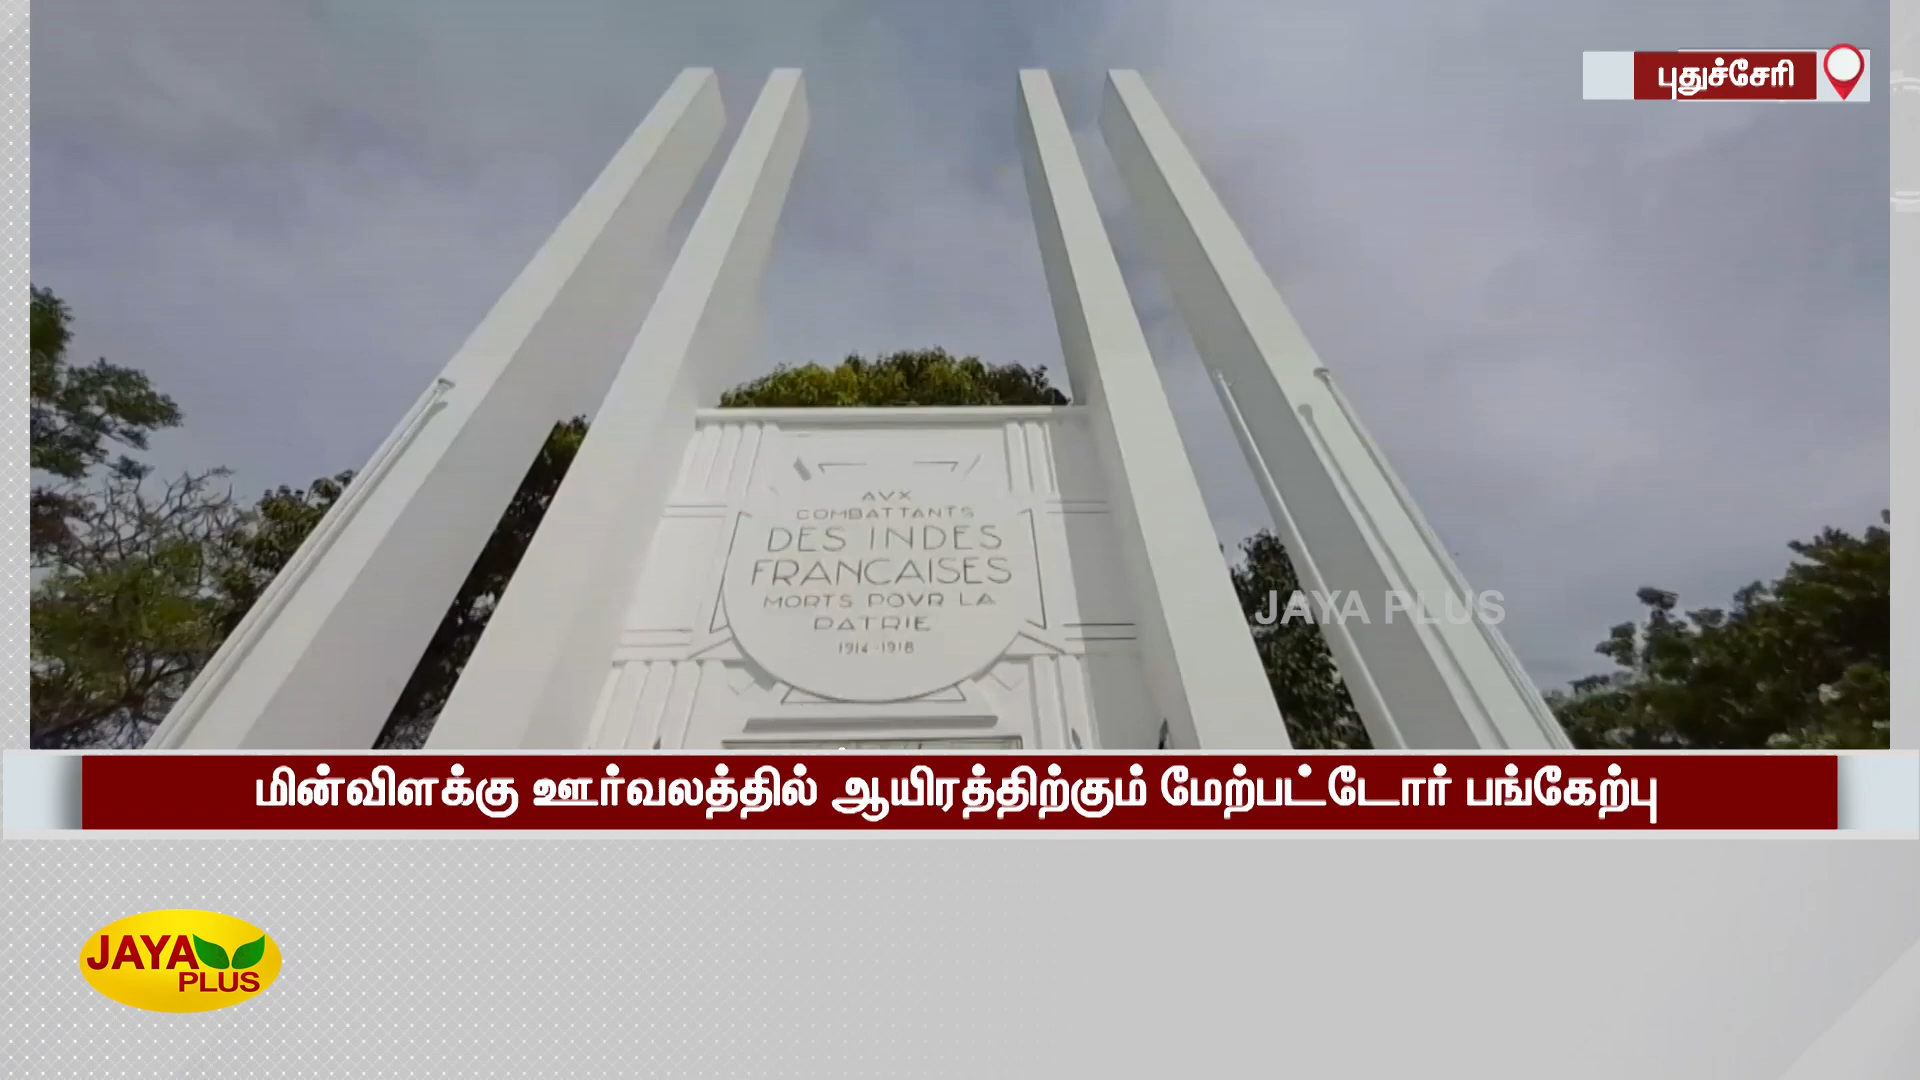 புதுச்சேரி
AVX
COMBATTANTS
DES INDES
FRANCAISES
MORTS POVR LA
PATRIE
1914-1918
JAYA PLUS
மின்விளக்கு ஊர்வலத்தில் ஆயிரத்திற்கும் மேற்பட்டோர் பங்கேற்பு
JAYA
PLUS